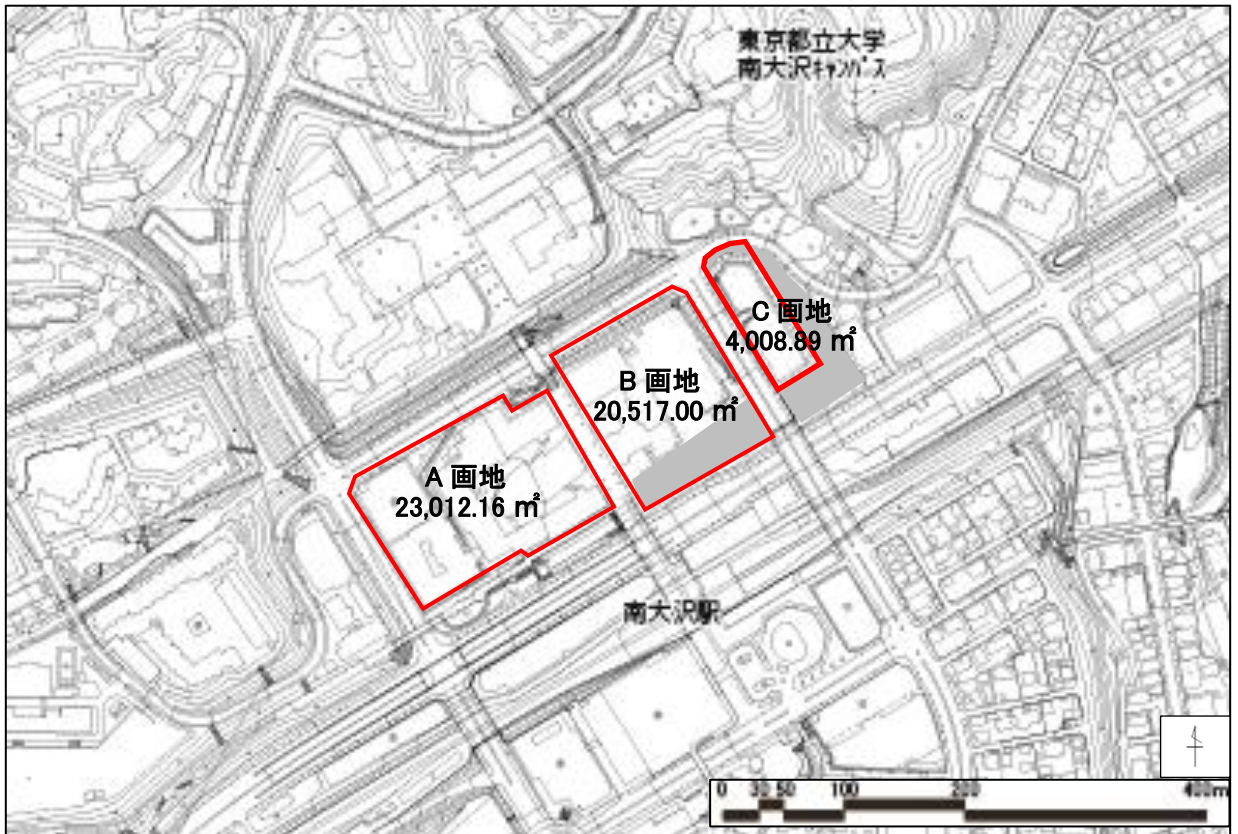 東京都立大学
南大沢キャンパス
C 画地
4,008.89 ㎡
B 画地
20,517.00 ㎡
A 画地
23,012.16 ㎡
南大沢駅
0 30 50 100 200 400m